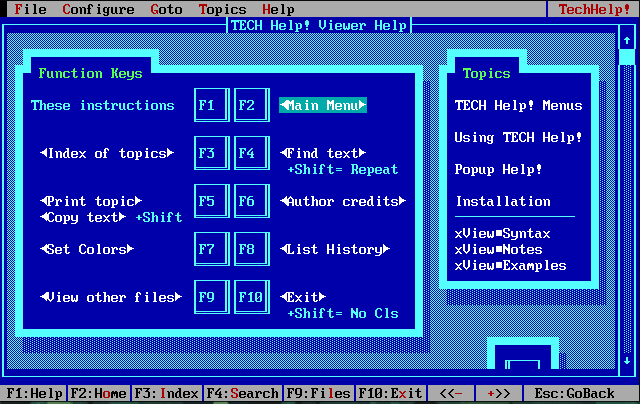 File Configure Goto Topics Help TechHelp!
TECH Help! Viewer Help
Function Keys
These instructions F1 F2 ◄Main Menu►
◄Index of topics► F3 F4 ◄Find text►
+Shift= Repeat
◄Print topic► F5 F6 ◄Author credits►
◄Copy text► +Shift
◄Set Colors► F7 F8 ◄List History►
◄View other files► F9 F10 ◄Exit►
+Shift= No Cls
Topics
TECH Help! Menus
Using TECH Help!
Popup Help!
Installation
xView■Syntax
xView■Notes
xView■Examples
F1:Help F2:Home F3:Index F4:Search F9:Files F10:Exit <<- +>> Esc:GoBack